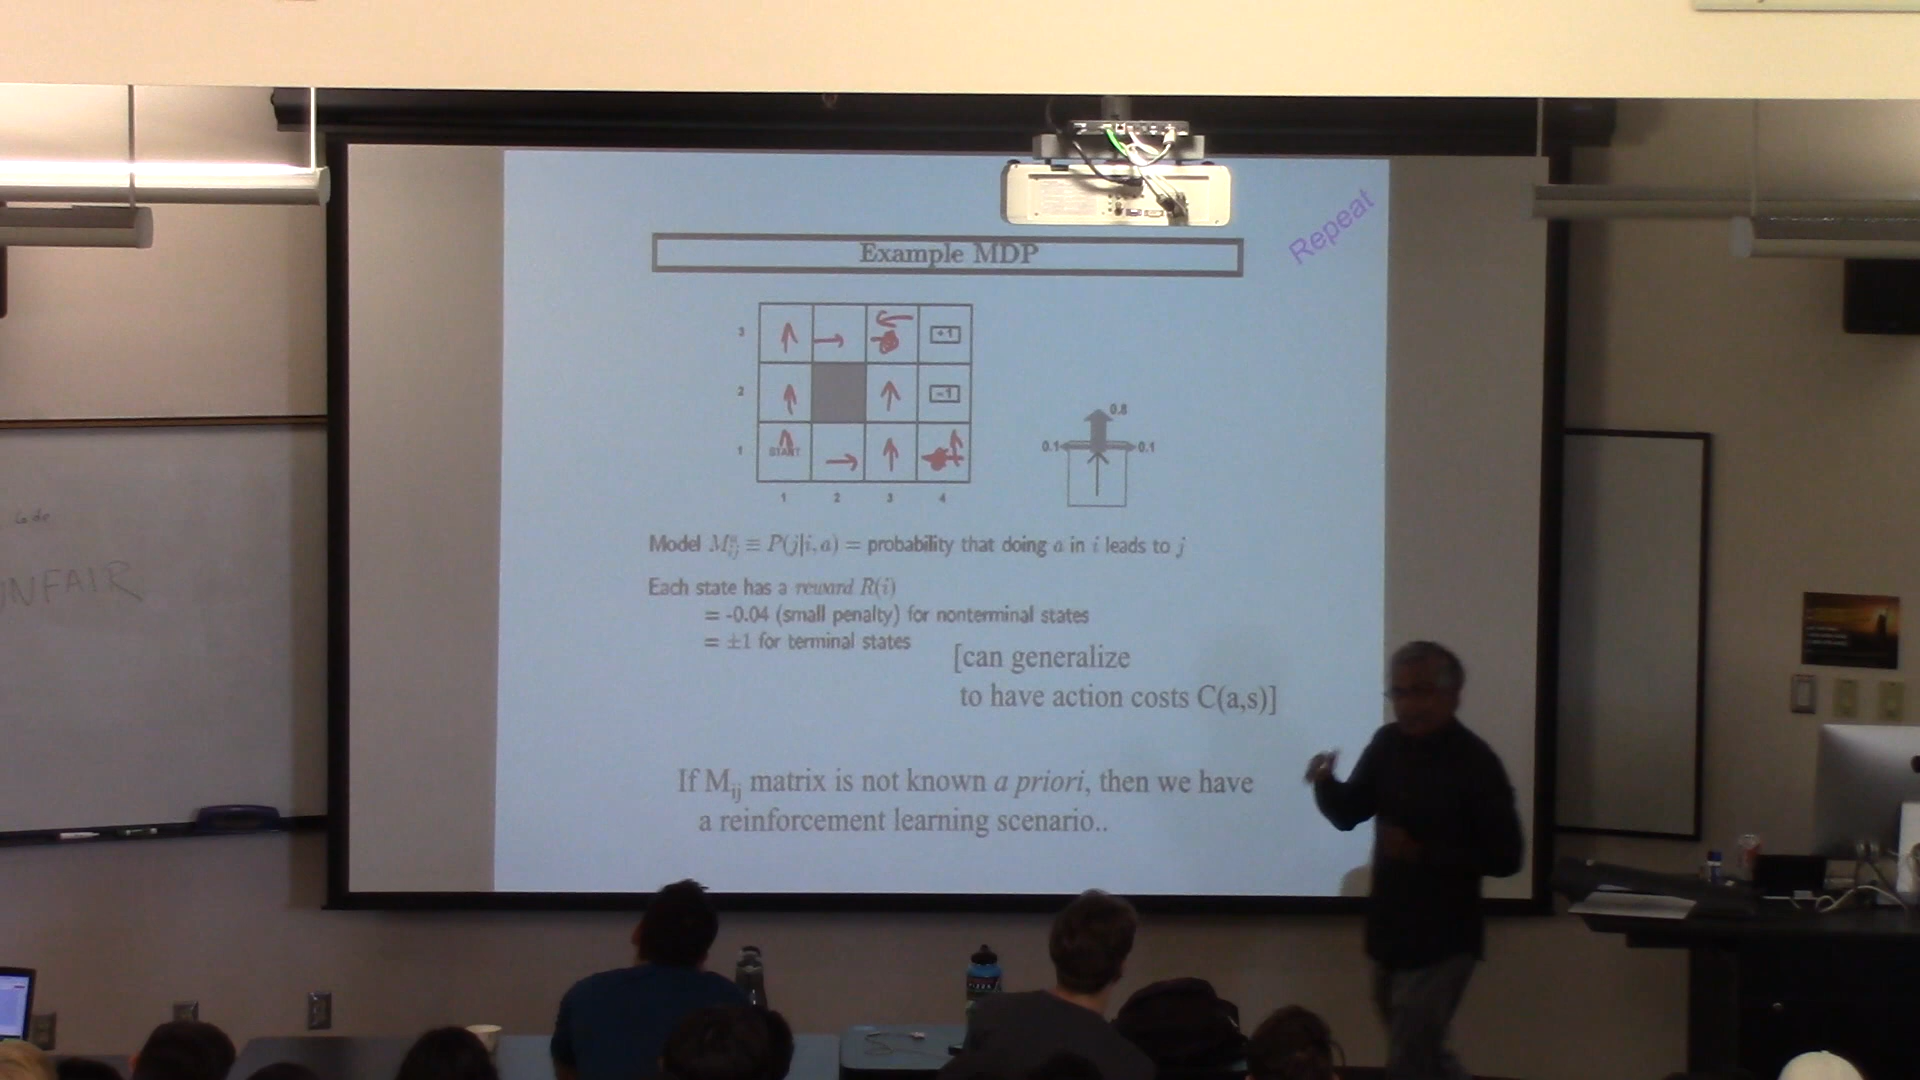 Repeat
Example MDP
3
+1
2
-1
1
START
1 2 3 4
0.8
0.1
0.1
Model M^a_ij ≡ P(j|i, a) = probability that doing a in i leads to j
Each state has a reward R(i)
= -0.04 (small penalty) for nonterminal states
= ±1 for terminal states
[can generalize
to have action costs C(a,s)]
If M_ij matrix is not known a priori, then we have
a reinforcement learning scenario..
UNFAIR